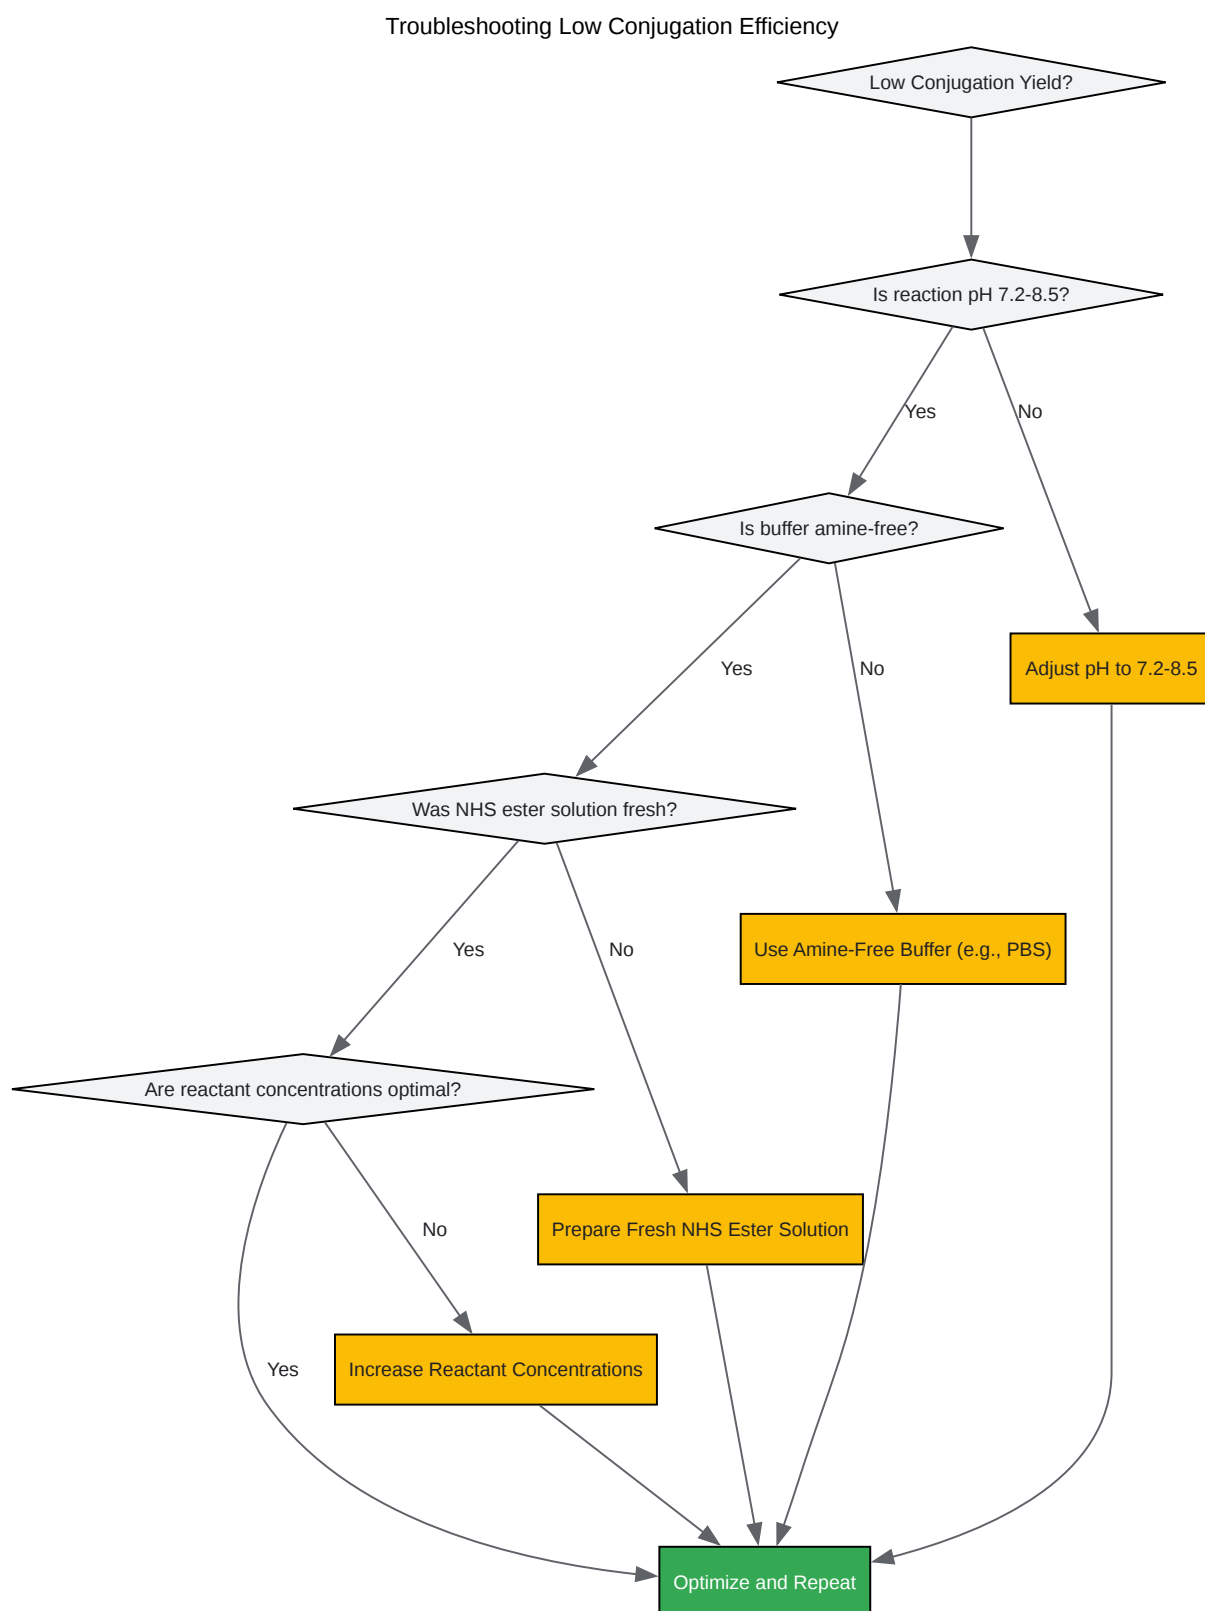 Troubleshooting Low Conjugation Efficiency
Low Conjugation Yield?
Is reaction pH 7.2-8.5?
Yes
No
Is buffer amine-free?
Yes
No
Adjust pH to 7.2-8.5
Was NHS ester solution fresh?
Yes
No
Use Amine-Free Buffer (e.g., PBS)
Are reactant concentrations optimal?
No
Prepare Fresh NHS Ester Solution
Yes
Increase Reactant Concentrations
Optimize and Repeat